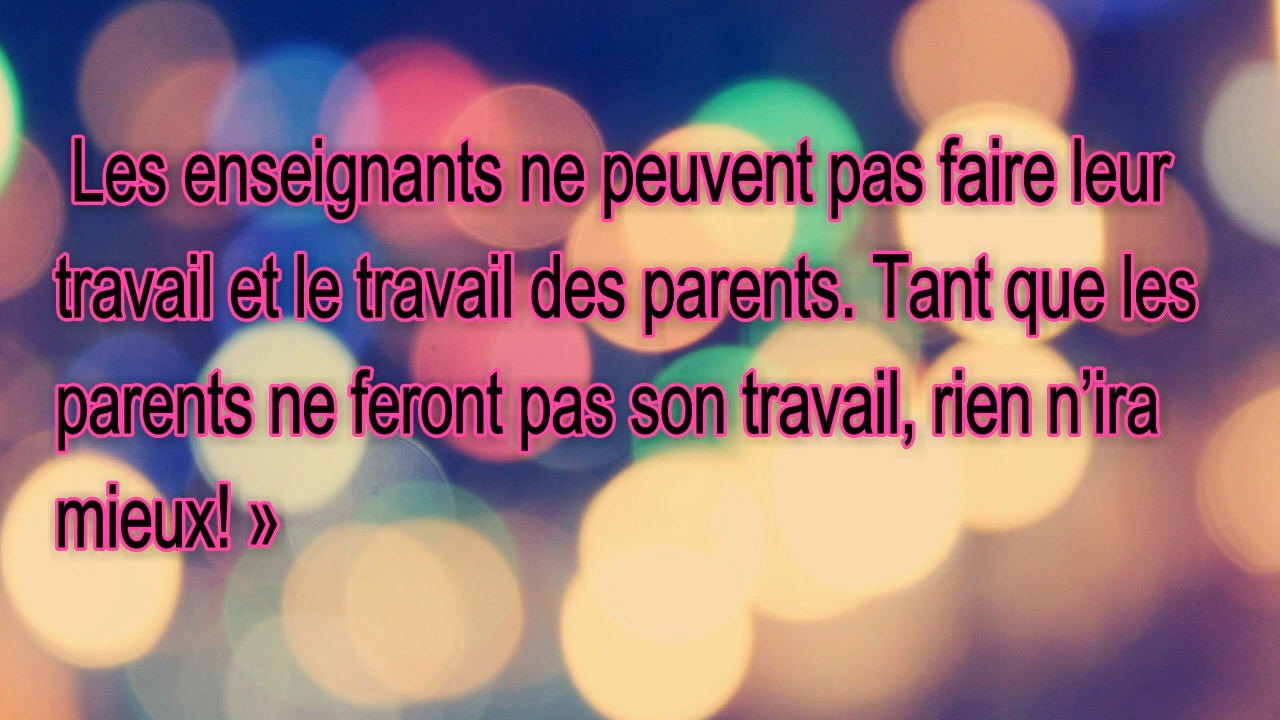 Les enseignants ne peuvent pas faire leur
travail et le travail des parents. Tant que les
parents ne feront pas son travail, rien n’ira
mieux! »